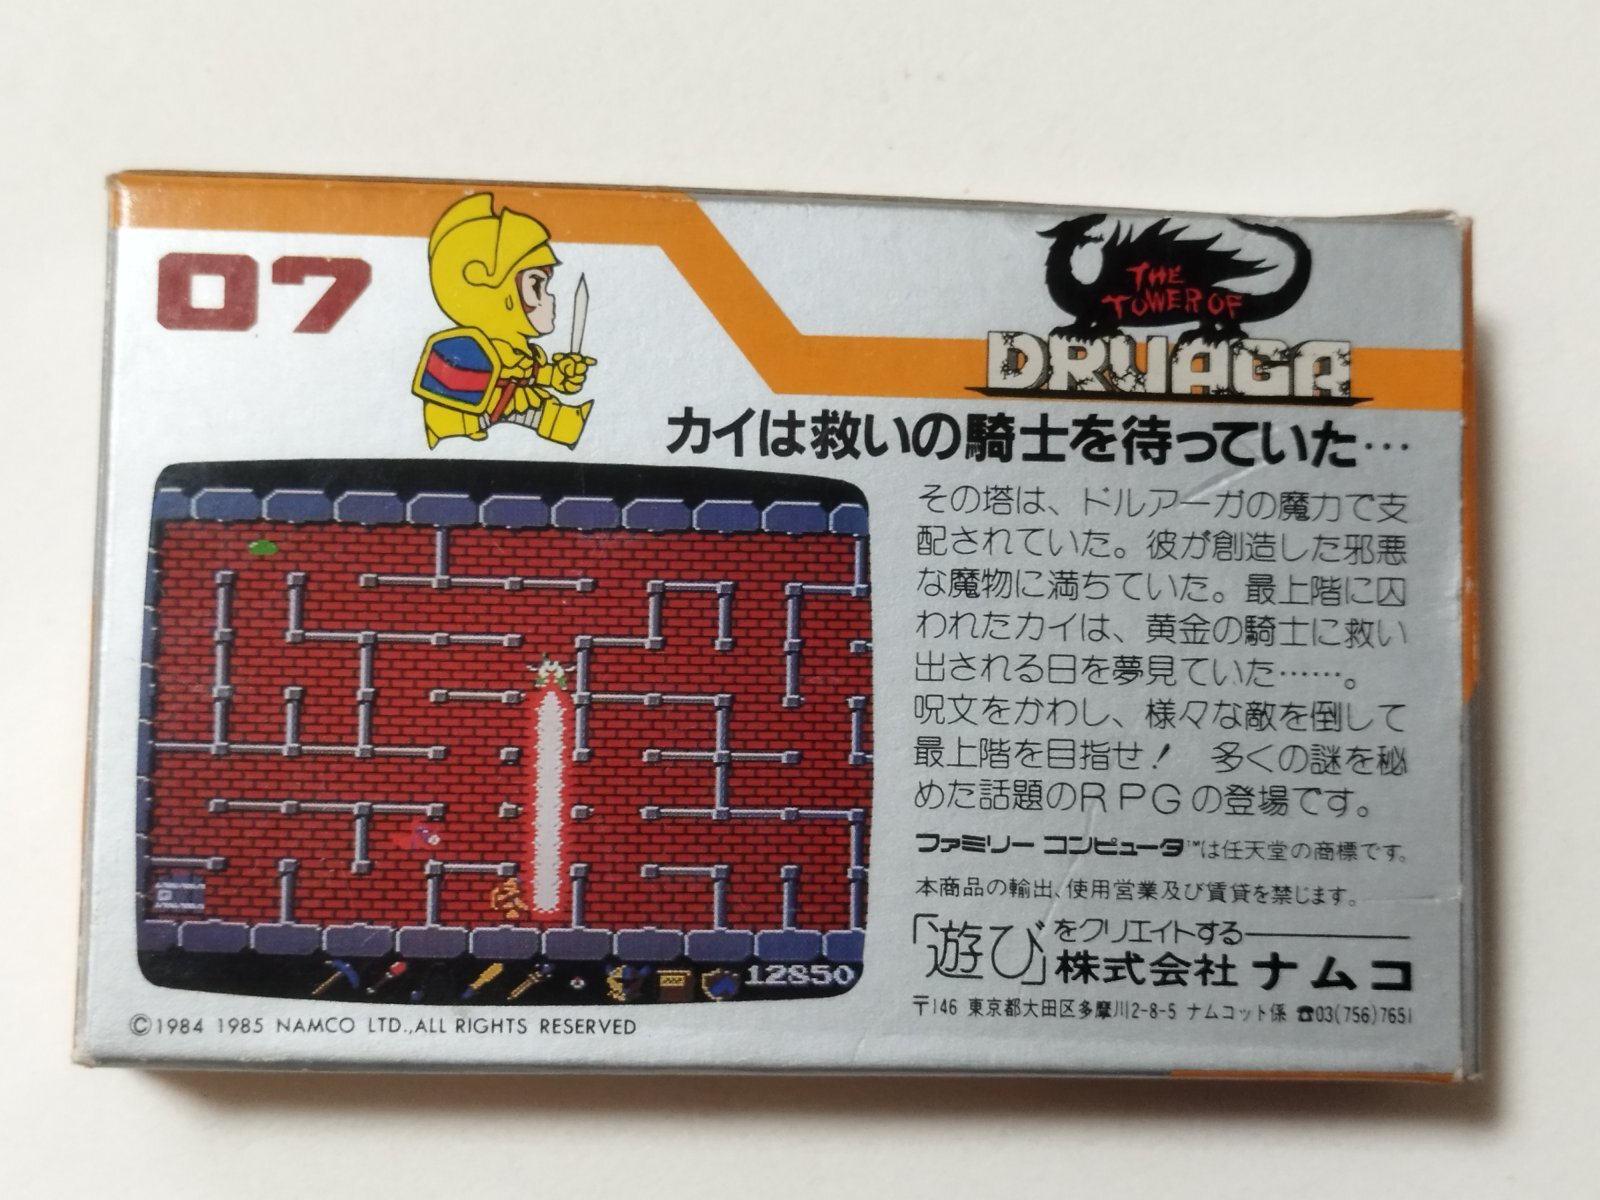 07
THE
TOWER OF
DRUAGA
カイは救いの騎士を待っていた…
その塔は、ドルアーガの魔力で支
配されていた。彼が創造した邪悪
な魔物に満ちていた。最上階に囚
われたカイは、黄金の騎士に救い
出される日を夢見ていた……。
呪文をかわし、様々な敵を倒して
最上階を目指せ！　多くの謎を秘
めた話題のRPGの登場です。
ファミリーコンピュータ™は任天堂の商標です。
本商品の輸出、使用営業及び賃貸を禁じます。
「遊び」をクリエイトする
株式会社ナムコ
〒146 東京都大田区多摩川2-8-5 ナムコット係 ☎03(756)7651
12850
©1984 1985 NAMCO LTD.,ALL RIGHTS RESERVED